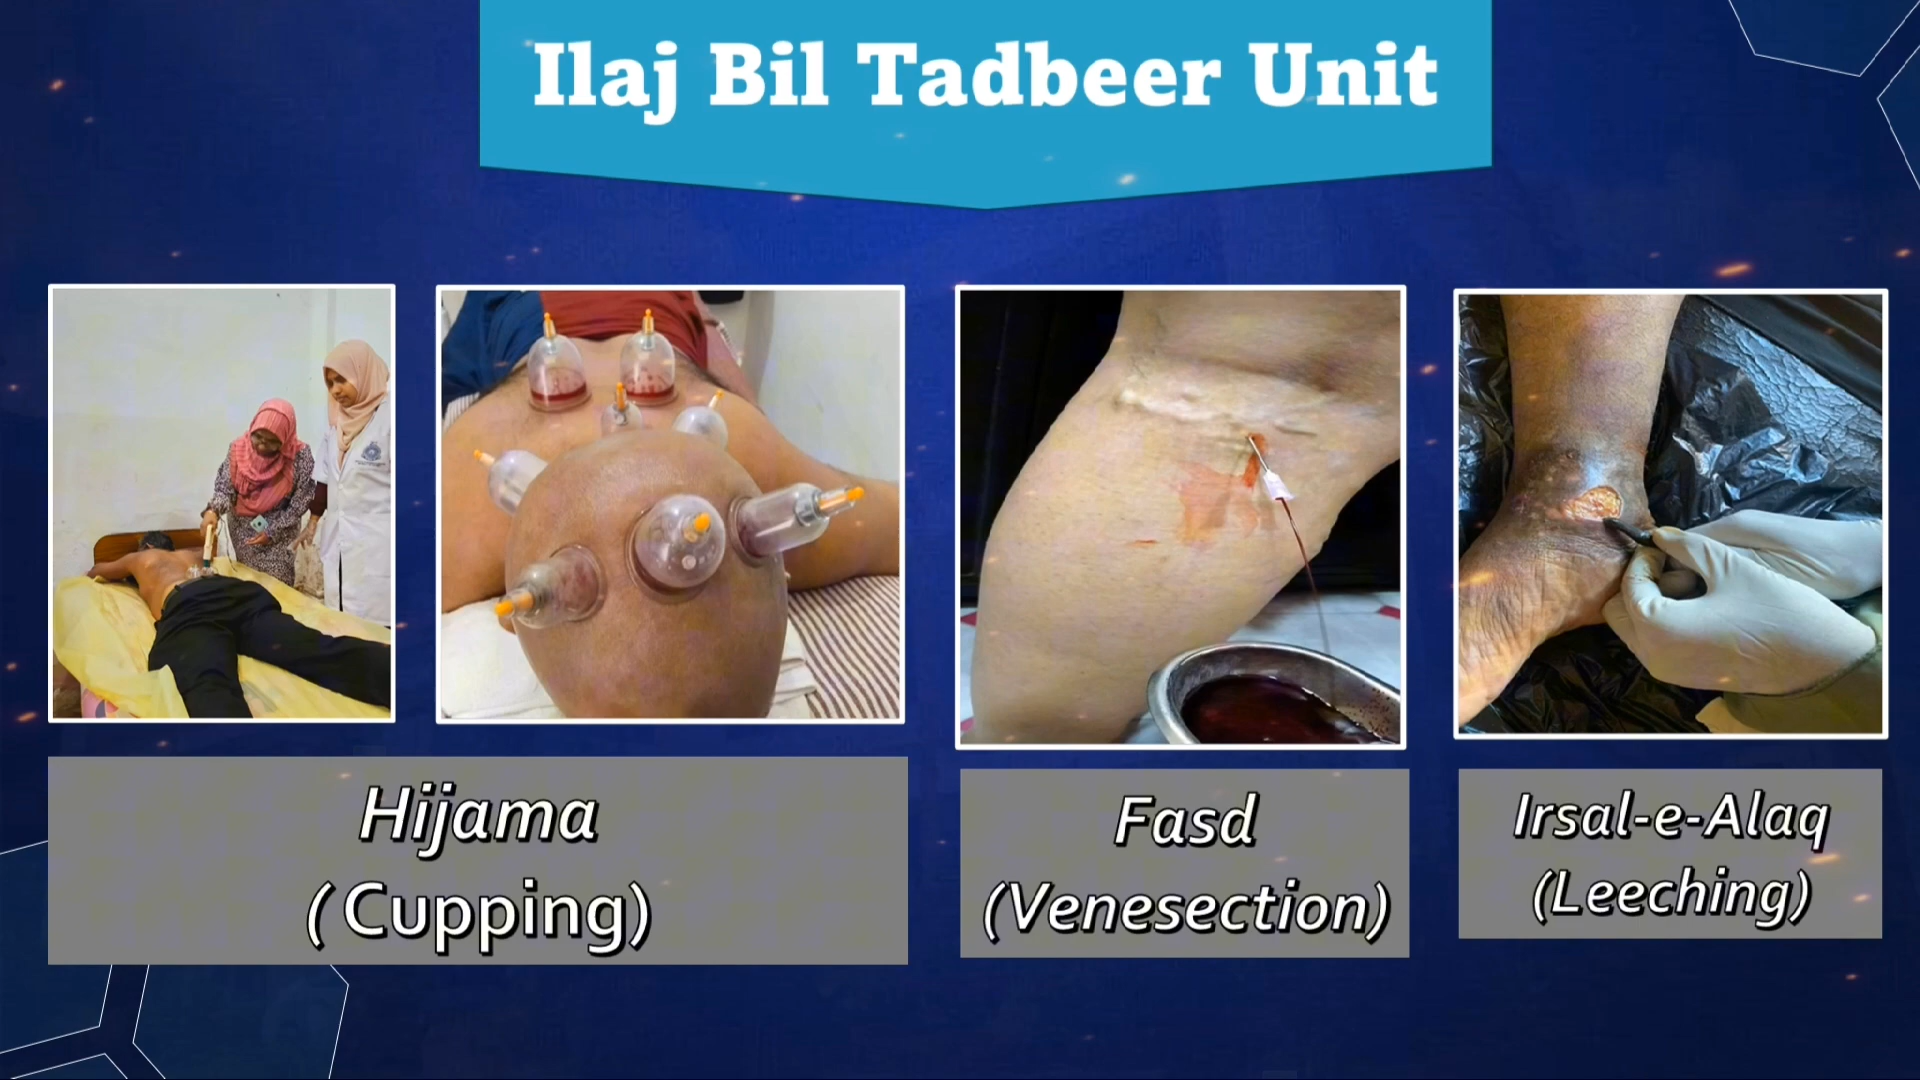 Ilaj Bil Tadbeer Unit
Hijama
(Cupping)
Fasd
(Venesection)
Irsal-e-Alaq
(Leeching)